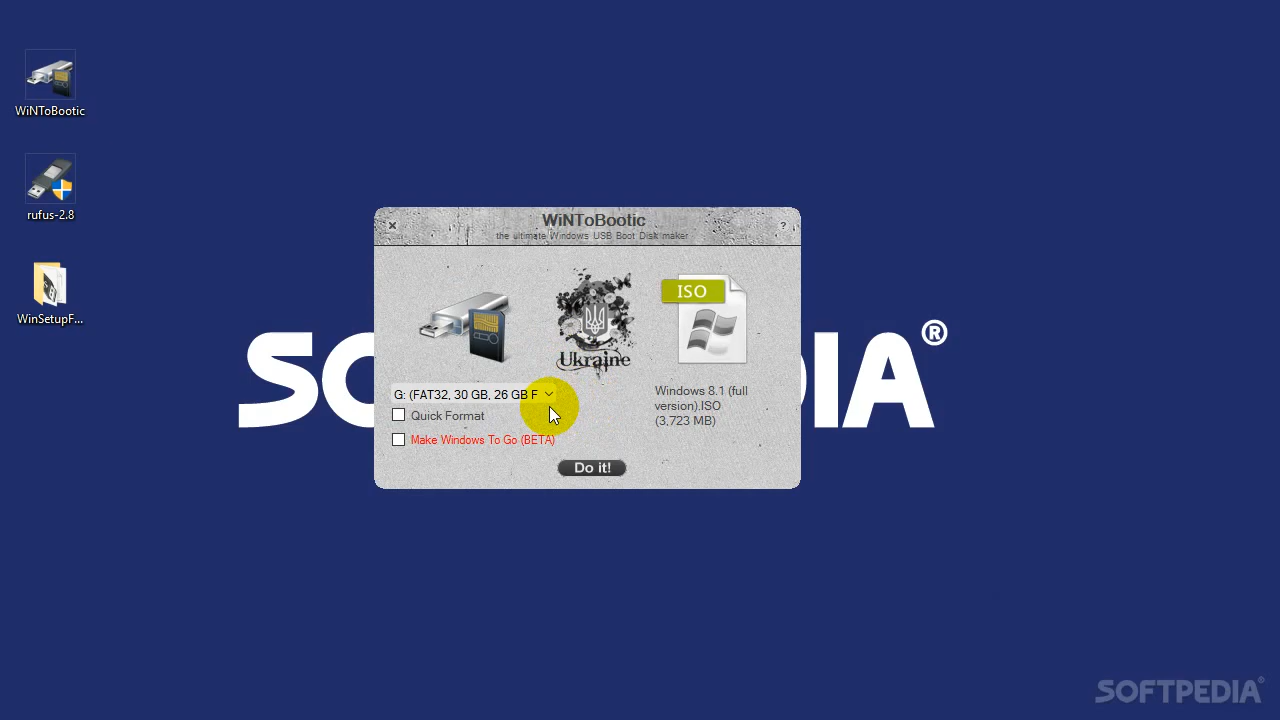 WiNToBootic
rufus-2.8
WinSetupF...
WiNToBootic
the ultimate Windows USB Boot Disk maker
?
ISO
Ukraine
G: (FAT32, 30 GB, 26 GB F
Quick Format
Make Windows To Go (BETA)
Windows 8.1 (full
version).ISO
(3,723 MB)
Do it!
SO
DIA®
SOFTPEDIA®